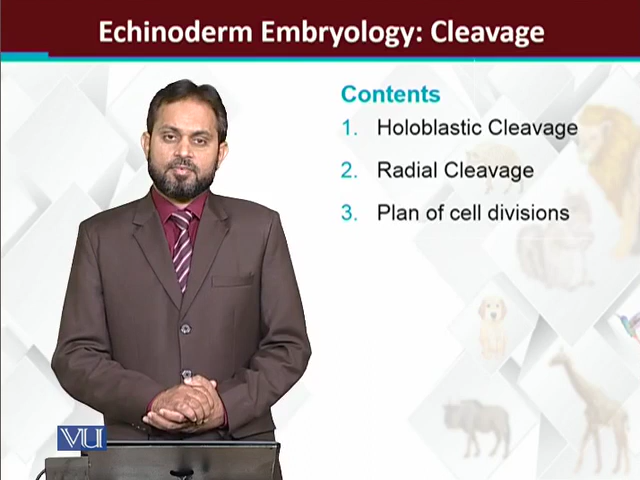 Echinoderm Embryology: Cleavage
Contents
1. Holoblastic Cleavage
2. Radial Cleavage
3. Plan of cell divisions
VU